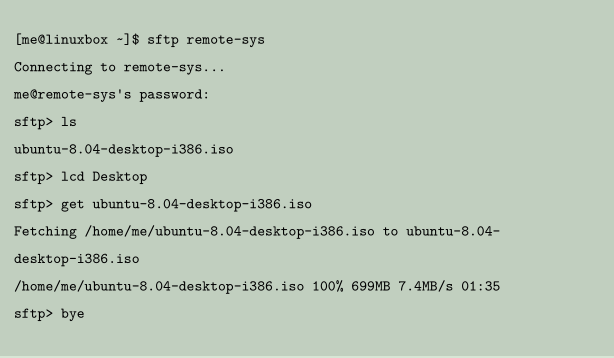 [me@linuxbox ~]$ sftp remote-sys
Connecting to remote-sys...
me@remote-sys's password:
sftp> ls
ubuntu-8.04-desktop-i386.iso
sftp> lcd Desktop
sftp> get ubuntu-8.04-desktop-i386.iso
Fetching /home/me/ubuntu-8.04-desktop-i386.iso to ubuntu-8.04-
desktop-i386.iso
/home/me/ubuntu-8.04-desktop-i386.iso 100% 699MB 7.4MB/s 01:35
sftp> bye